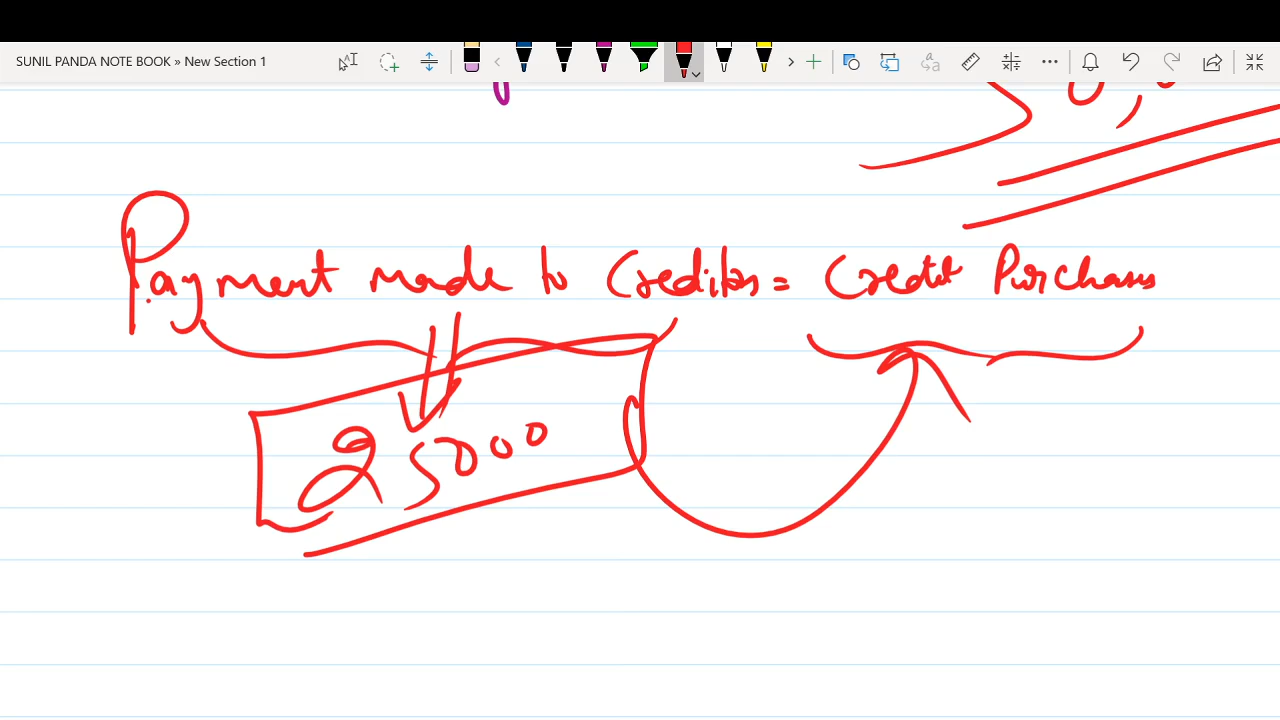 SUNIL PANDA NOTE BOOK » New Section 1
Payment made to Creditors = Credit Purchases
25000